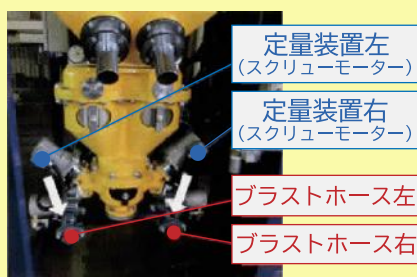 定量装置左
(スクリューモーター)
定量装置右
(スクリューモーター)
ブラストホース左
ブラストホース右